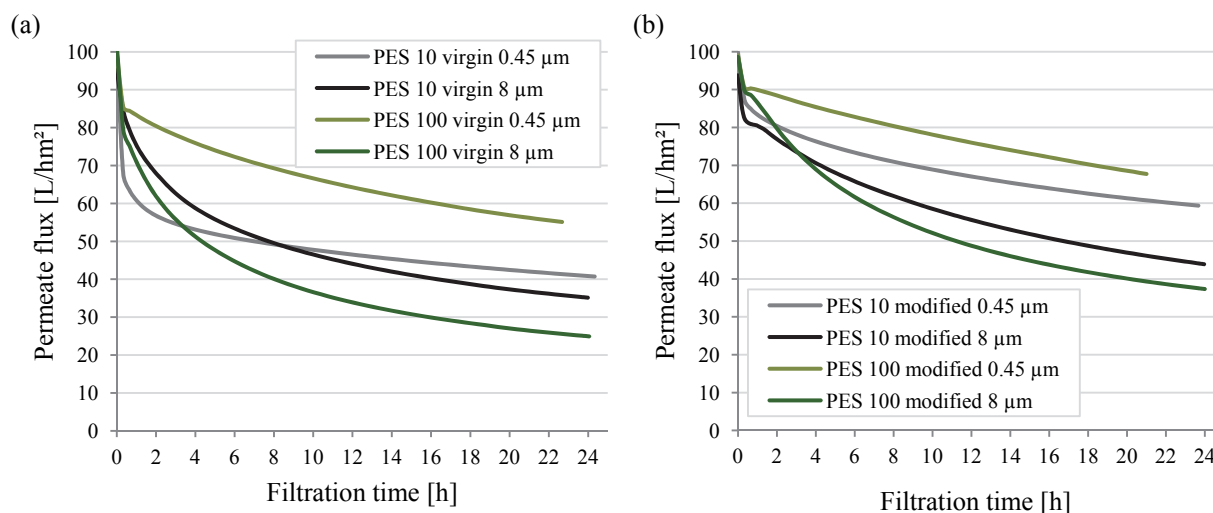 (a)
PES 10 virgin 0.45 µm
PES 10 virgin 8 µm
PES 100 virgin 0.45 µm
PES 100 virgin 8 µm
Permeate flux [L/hm²]
100
90
80
70
60
50
40
30
20
10
0
0 2 4 6 8 10 12 14 16 18 20 22 24
Filtration time [h]
(b)
Permeate flux [L/hm²]
100
90
80
70
60
50
40
30
20
10
0
PES 10 modified 0.45 µm
PES 10 modified 8 µm
PES 100 modified 0.45 µm
PES 100 modified 8 µm
0 2 4 6 8 10 12 14 16 18 20 22 24
Filtration time [h]